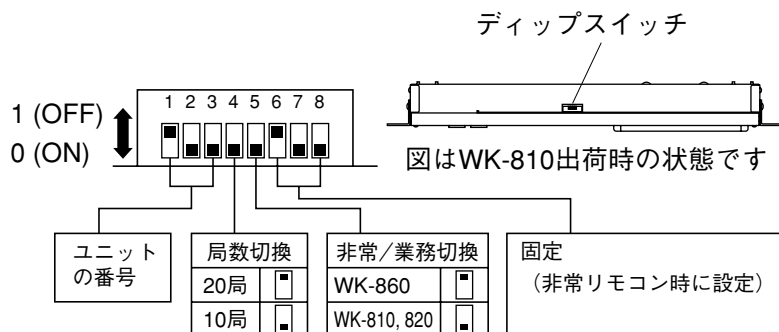 ディップスイッチ
1 2 3 4 5 6 7 8
1 (OFF)
0 (ON)
図はWK-810出荷時の状態です
ユニット
の番号
局数切換
20局
10局
非常/業務切換
WK-860
WK-810, 820
固定
（非常リモコン時に設定）